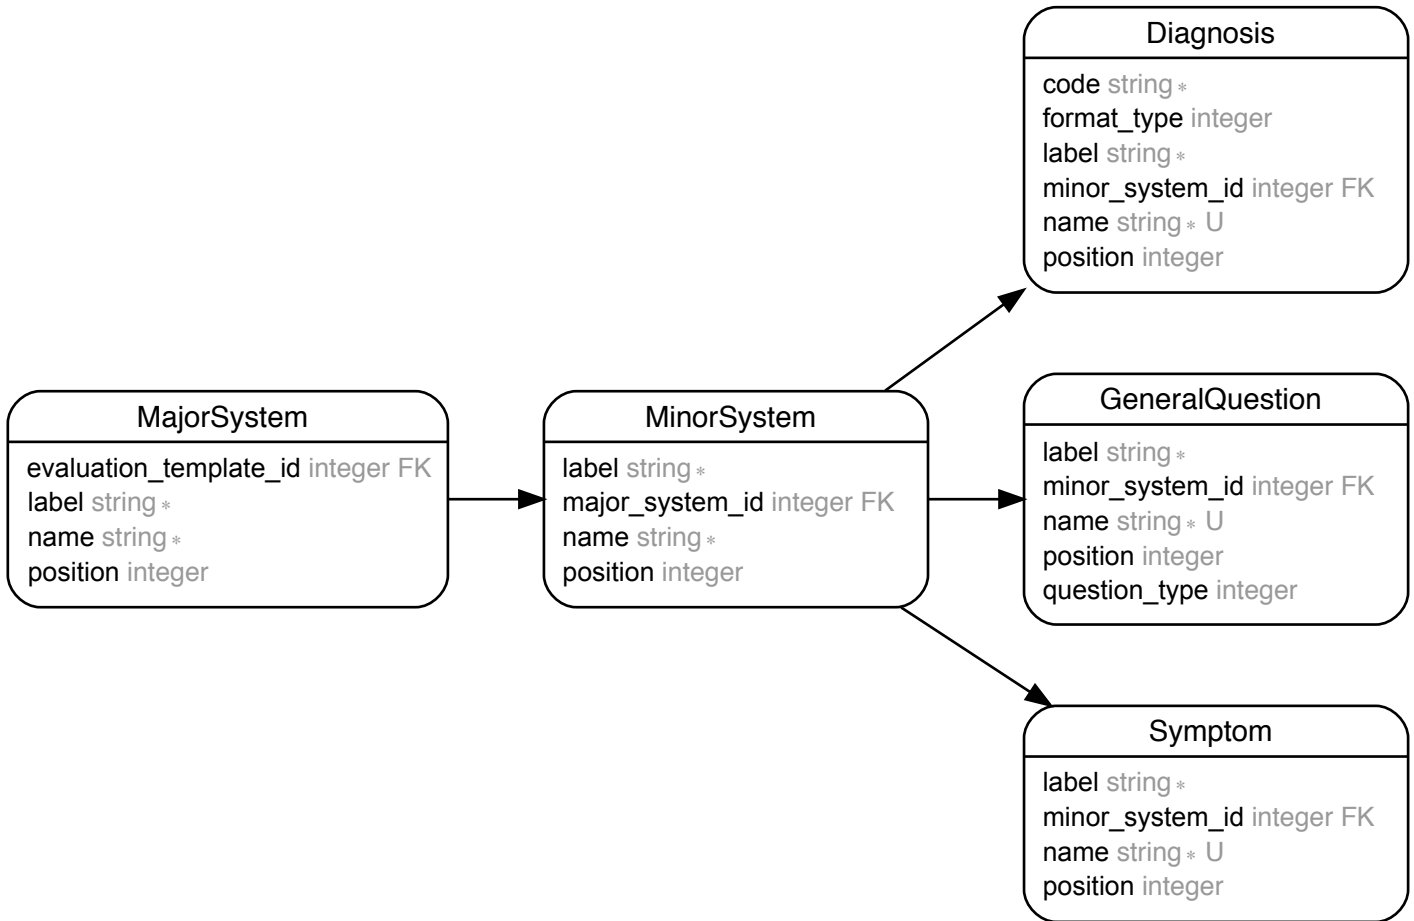 Diagnosis
code string *
format_type integer
label string *
minor_system_id integer FK
name string * U
position integer
MajorSystem
evaluation_template_id integer FK
label string *
name string *
position integer
MinorSystem
label string *
major_system_id integer FK
name string *
position integer
GeneralQuestion
label string *
minor_system_id integer FK
name string * U
position integer
question_type integer
Symptom
label string *
minor_system_id integer FK
name string * U
position integer